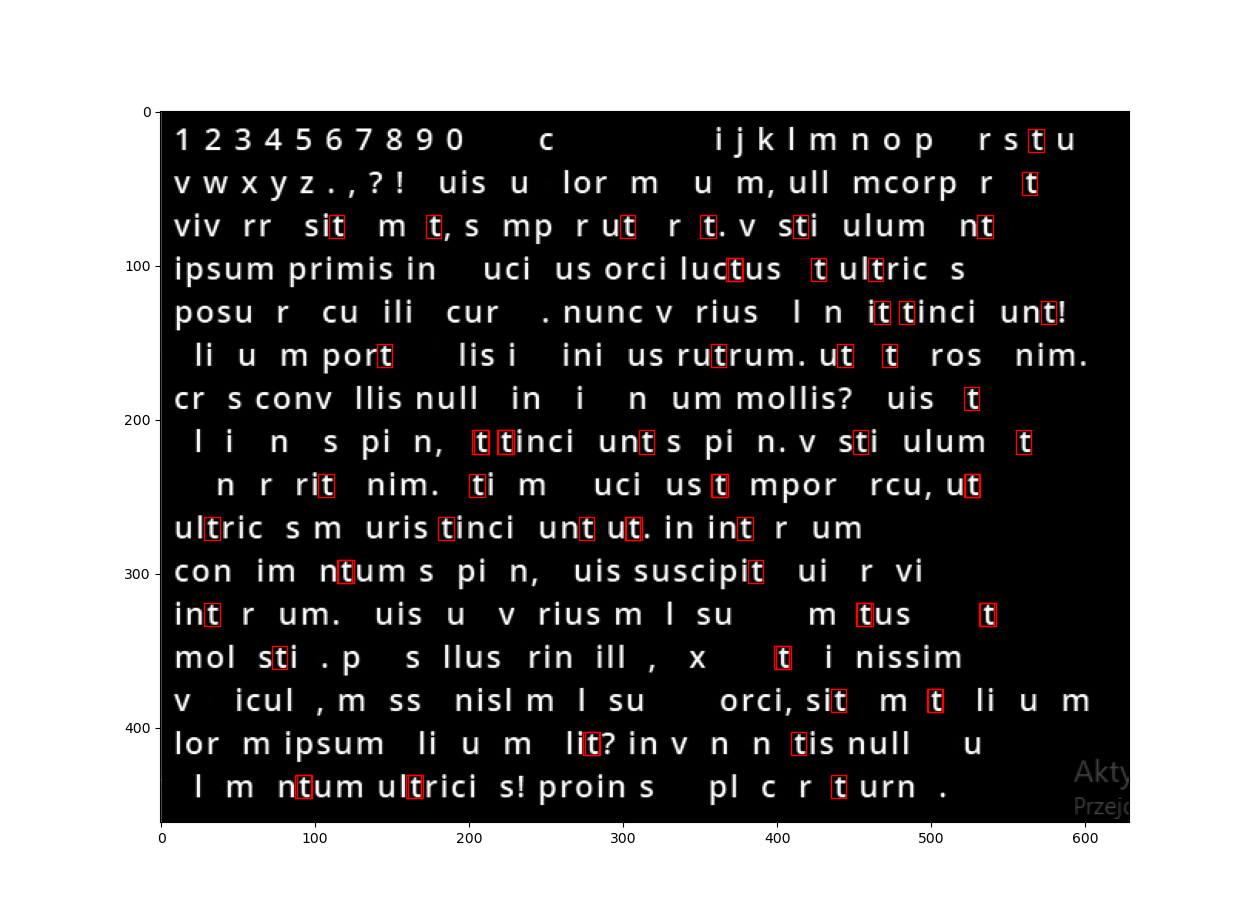 0
1 2 3 4 5 6 7 8 9 0 c i j k l m n o p r s t u
v w x y z . , ? ! uis u lor m u m, ull mcorp r t
viv rr sit m t, s mp r ut r t. v sti ulum nt
100 ipsum primis in uci us orci luctus t ultric s
posu r cu ili cur . nunc v rius l n it tinci unt!
li u m port lis i ini us rutrum. ut t ros nim.
cr s conv llis null in i n um mollis? uis t
200 l i n s pi n, t tinci unt s pi n. v sti ulum t
n r rit nim. ti m uci us t mpor rcu, ut
ultric s m uris tinci unt ut. in int r um
300 con im ntum s pi n, uis suscipit ui r vi
int r um. uis u v rius m l su m tus t
mol sti . p s llus rin ill , x t i nissim
v icul , m ss nisl m l su orci, sit m t li u m
400 lor m ipsum li u m lit? in v n n tis null u
l m ntum ultrici s! proin s pl c r t urn .
Akty
Przejd
0 100 200 300 400 500 600